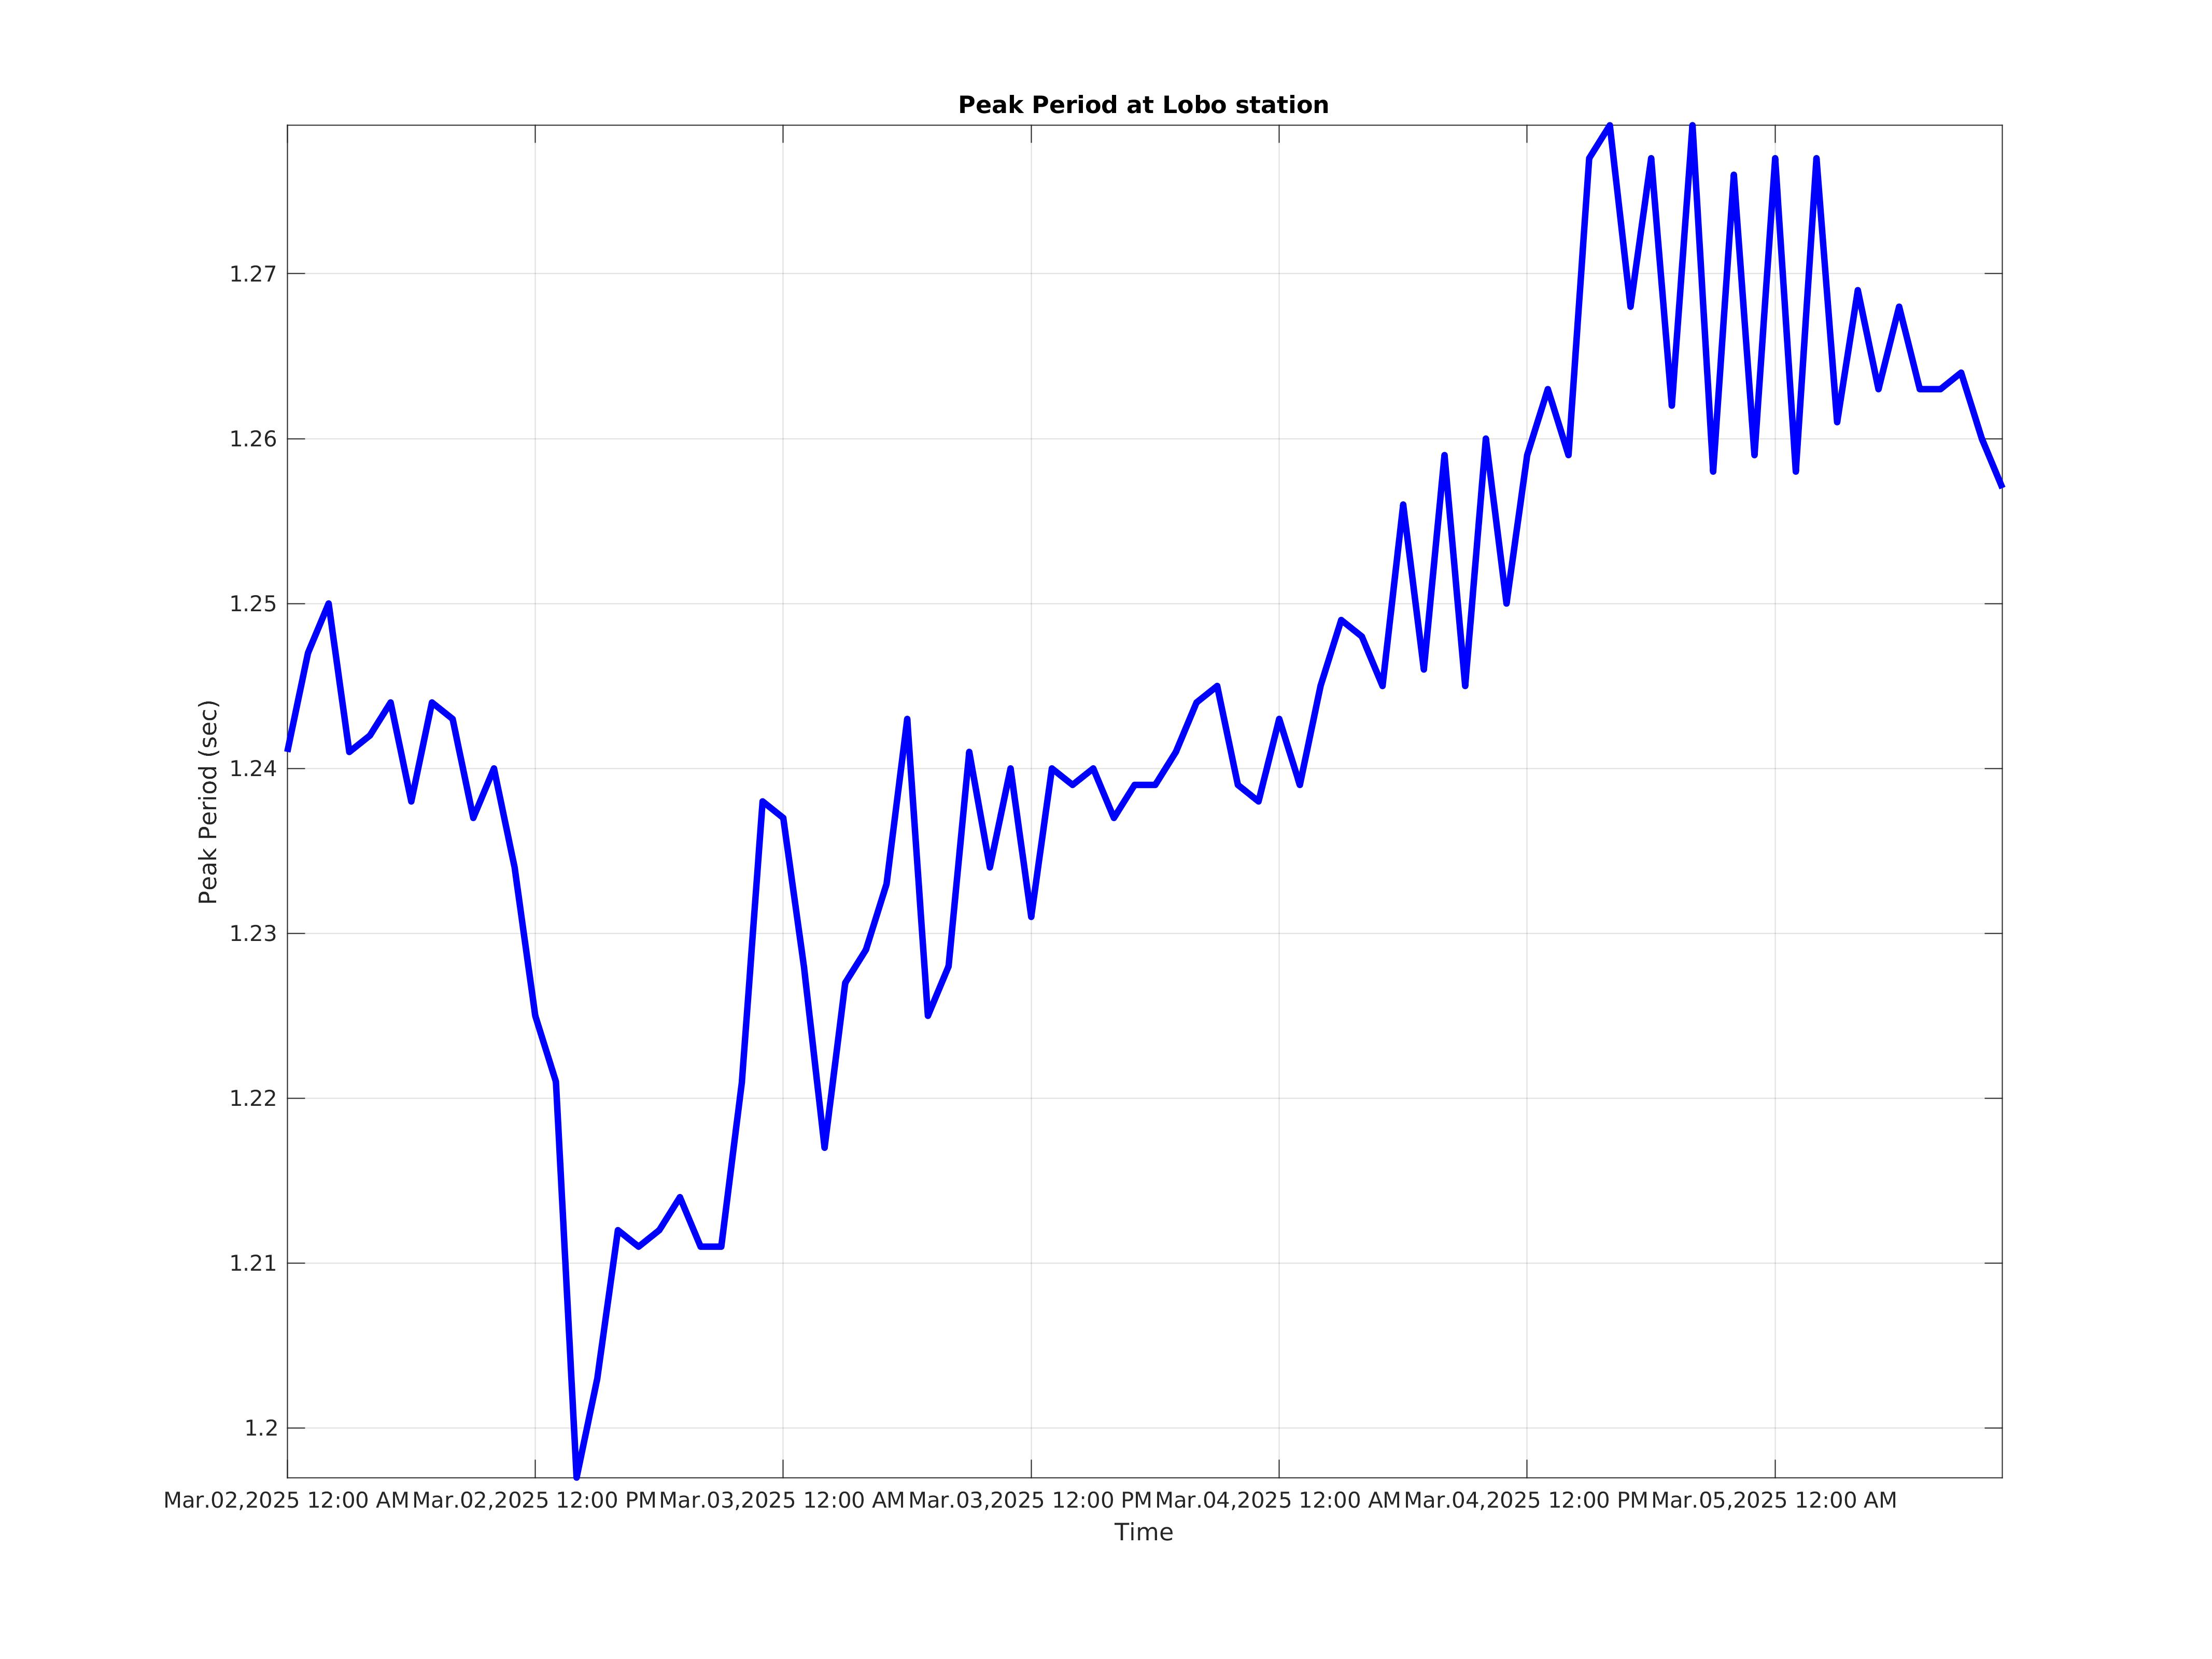 Peak Period at Lobo station
Peak Period (sec)
1.27
1.26
1.25
1.24
1.23
1.22
1.21
1.2
Mar.02,2025 12:00 AM Mar.02,2025 12:00 PM Mar.03,2025 12:00 AM Mar.03,2025 12:00 PM Mar.04,2025 12:00 AM Mar.04,2025 12:00 PM Mar.05,2025 12:00 AM
Time